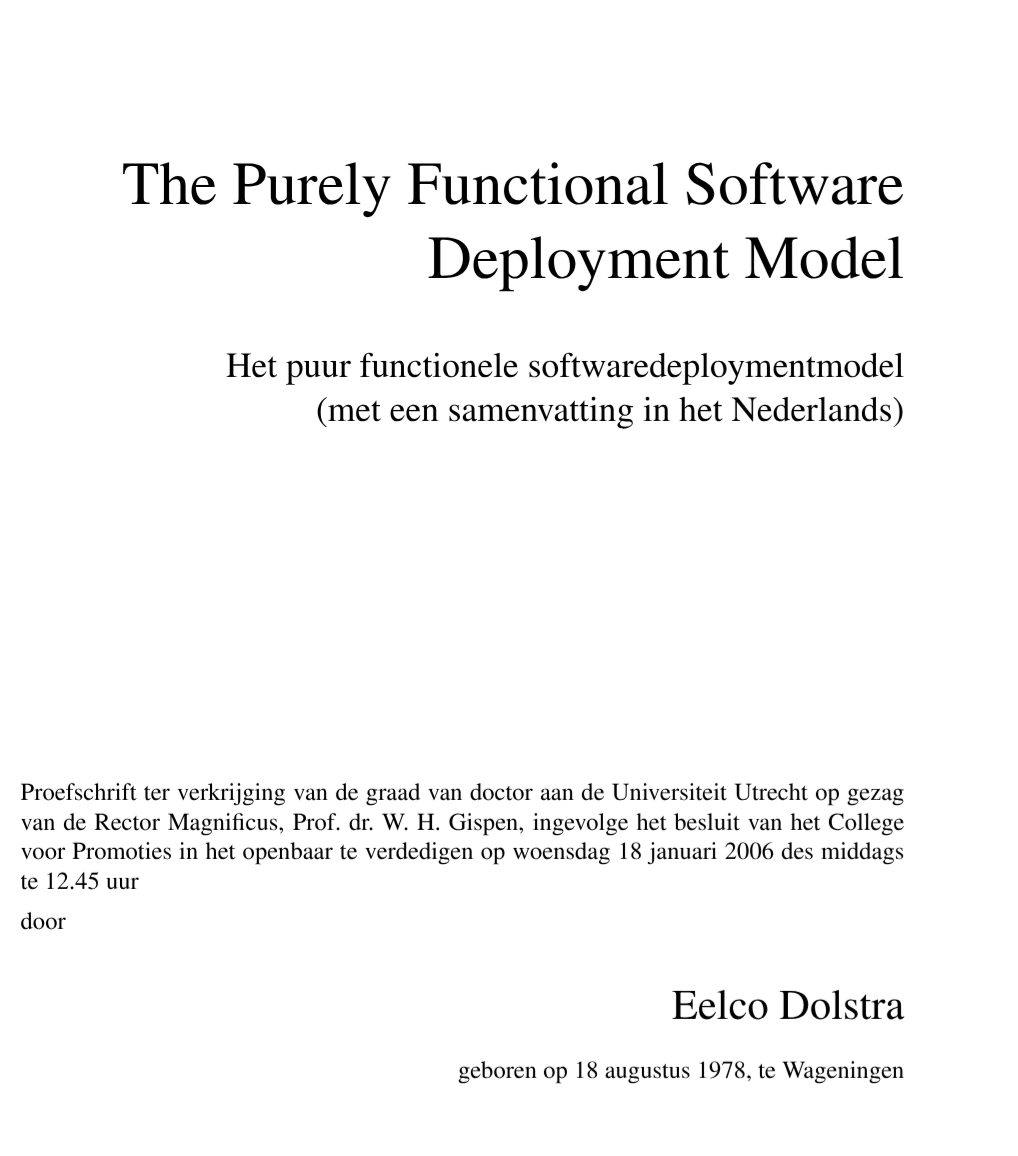 The Purely Functional Software
Deployment Model
Het puur functionele softwaredeploymentmodel
(met een samenvatting in het Nederlands)
Proefschrift ter verkrijging van de graad van doctor aan de Universiteit Utrecht op gezag
van de Rector Magnificus, Prof. dr. W. H. Gispen, ingevolge het besluit van het College
voor Promoties in het openbaar te verdedigen op woensdag 18 januari 2006 des middags
te 12.45 uur
door
Eelco Dolstra
geboren op 18 augustus 1978, te Wageningen